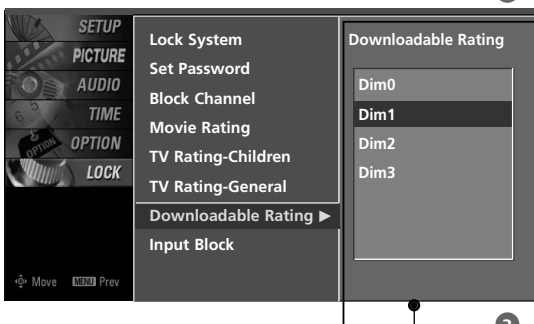 SETUP
PICTURE
AUDIO
TIME
OPTION
LOCK
Move MENU Prev
Lock System
Set Password
Block Channel
Movie Rating
TV Rating-Children
TV Rating-General
Downloadable Rating ▶
Input Block
Downloadable Rating
Dim0
Dim1
Dim2
Dim3